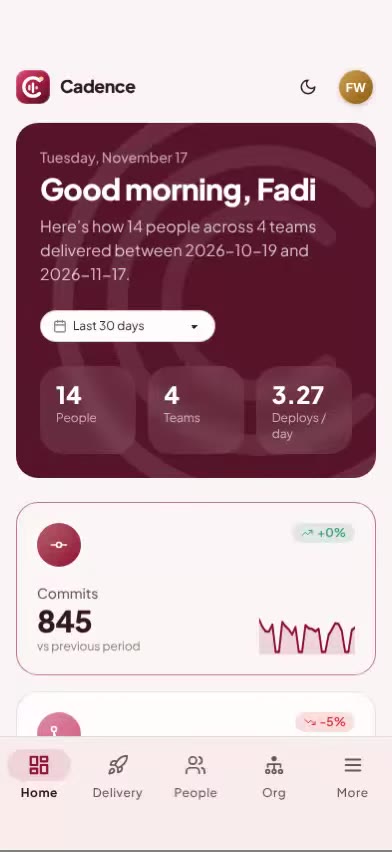 Cadence
FW
Tuesday, November 17
Good morning, Fadi
Here's how 14 people across 4 teams
delivered between 2026-10-19 and
2026-11-17.
Last 30 days
14
People
4
Teams
3.27
Deploys /
day
+0%
Commits
845
vs previous period
-5%
Home
Delivery
People
Org
More